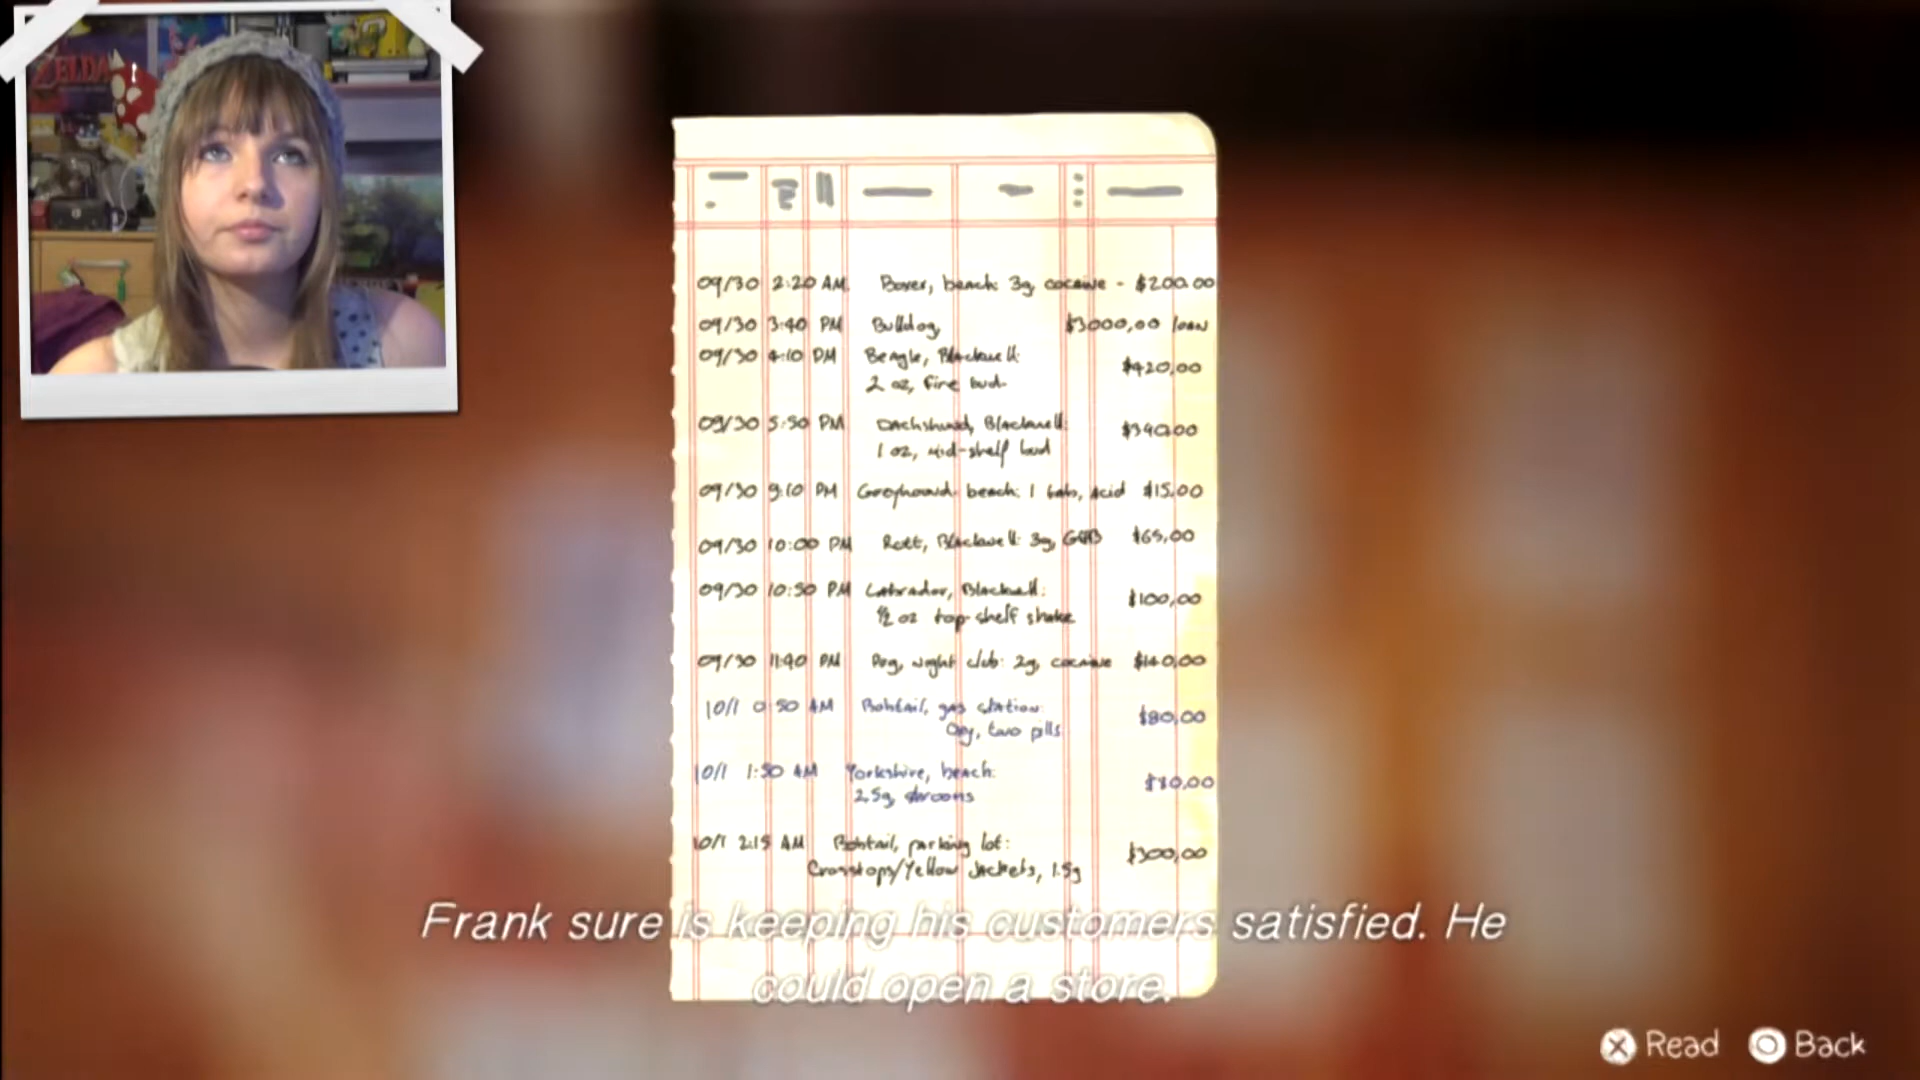 ZELDA
09/30 2:20 AM Boxer, beach: 3g, cocaine - $200.00
09/30 3:40 PM Bulldog, $3000,00 loan
09/30 4:10 PM Beagle, Blackwell:
2 oz, fire bud. $420,00
09/30 5:50 PM Dachshund, Blackwell:
1 oz, mid-shelf bud $340.00
09/30 9:10 PM Greyhound, beach: 1 tab, acid $15.00
09/30 10:00 PM Rott, Blackwell: 3g, GHB $65,00
09/30 10:50 PM Labrador, Blackwell:
1/2 oz top-shelf shake $100,00
09/30 11:40 PM Pug, night club: 2g, cocaine $140,00
10/1 0:50 AM Bobtail, gas station:
Oxy, two pills $80,00
10/1 1:30 AM Yorkshire, beach:
2.5g, shrooms
10/1 2:15 AM Bobtail, parking lot:
Crosstops/Yellow Jackets, 1.5g $300,00
Frank sure is keeping his customers satisfied. He
could open a store.
Read Back